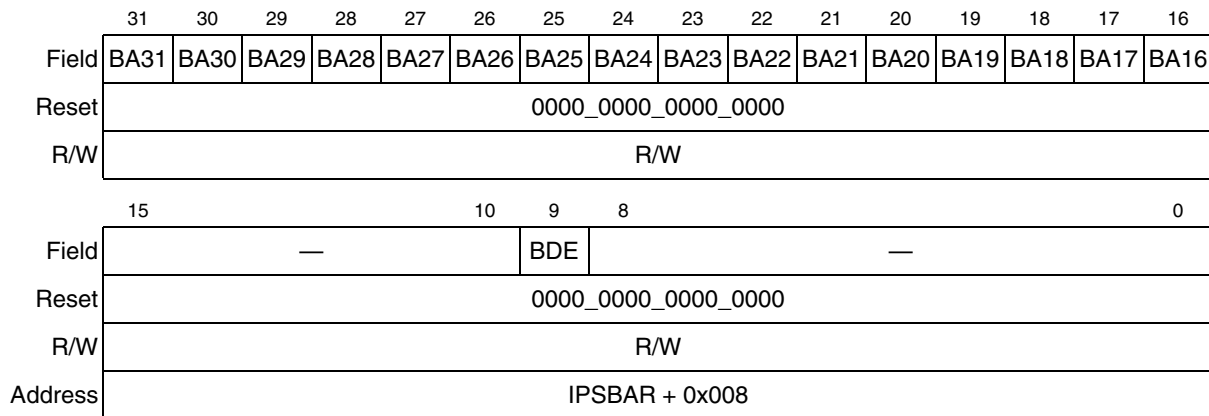 31 30 29 28 27 26 25 24 23 22 21 20 19 18 17 16
Field BA31 BA30 BA29 BA28 BA27 BA26 BA25 BA24 BA23 BA22 BA21 BA20 BA19 BA18 BA17 BA16
Reset 0000_0000_0000_0000
R/W R/W
15 10 9 8 0
Field — BDE —
Reset 0000_0000_0000_0000
R/W R/W
Address IPSBAR + 0x008